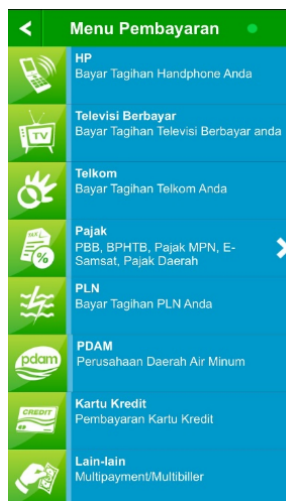 Menu Pembayaran
HP
Bayar Tagihan Handphone Anda
TV
Televisi Berbayar
Bayar Tagihan Televisi Berbayar anda
Telkom
Bayar Tagihan Telkom Anda
%
Pajak
PBB, BPHTB, Pajak MPN, E-
Samsat, Pajak Daerah
PLN
Bayar Tagihan PLN Anda
pdam
PDAM
Perusahaan Daerah Air Minum
CREDIT
Kartu Kredit
Pembayaran Kartu Kredit
Lain-lain
Multipayment/Multibiller